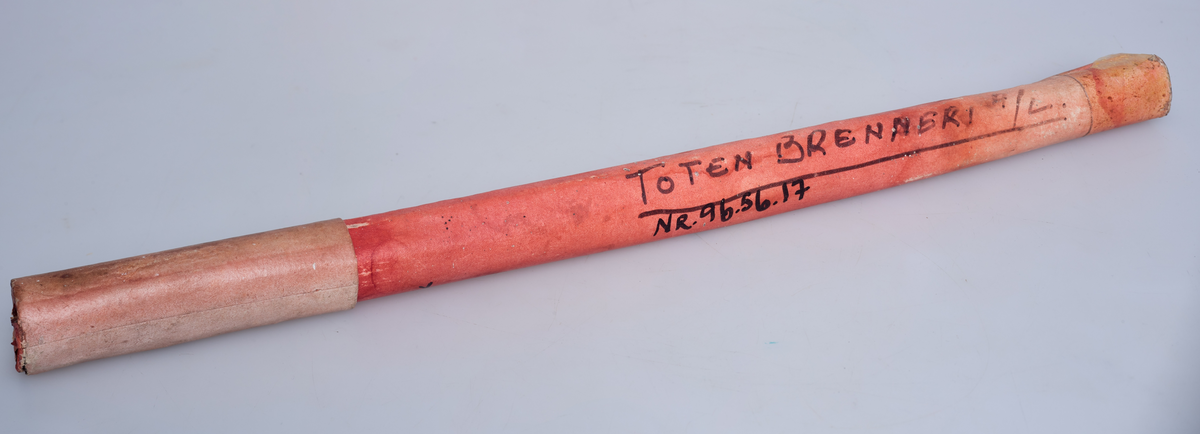 TOTEN BRENNERI A/L.
NR.96.56.17